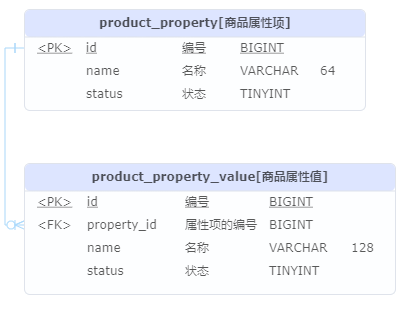 product_property[商品属性项]
<PK> id 编号 BIGINT
name 名称 VARCHAR 64
status 状态 TINYINT
product_property_value[商品属性值]
<PK> id 编号 BIGINT
<FK> property_id 属性项的编号 BIGINT
name 名称 VARCHAR 128
status 状态 TINYINT